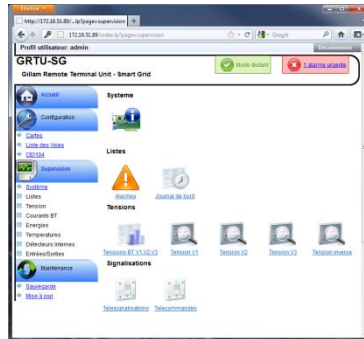 Firefox
http://172.16.51.89/...lp?page=supervision
172.16.51.89/index.lp?page=supervision
Google
Profil utilisateur: admin
Deconnexion
GRTU-SG
Gillam Remote Terminal Unit - Smart Grid
Mode distant
1 alarme urgente
Accueil
Configuration
Cartes
Liste des Voies
CEI104
Supervision
Système
Listes
Tension
Courants BT
Energies
Temperatures
Détecteurs internes
Entrées/Sorties
Maintenance
Sauvegarde
Mise à jour
Systeme
Listes
Alarmes
Journal de bord
Tensions
Tensions BT V1,V2,V3
Tension V1
Tension V2
Tension V3
Tension Inverse
Signalisations
Telesignalisations
Telecommandes